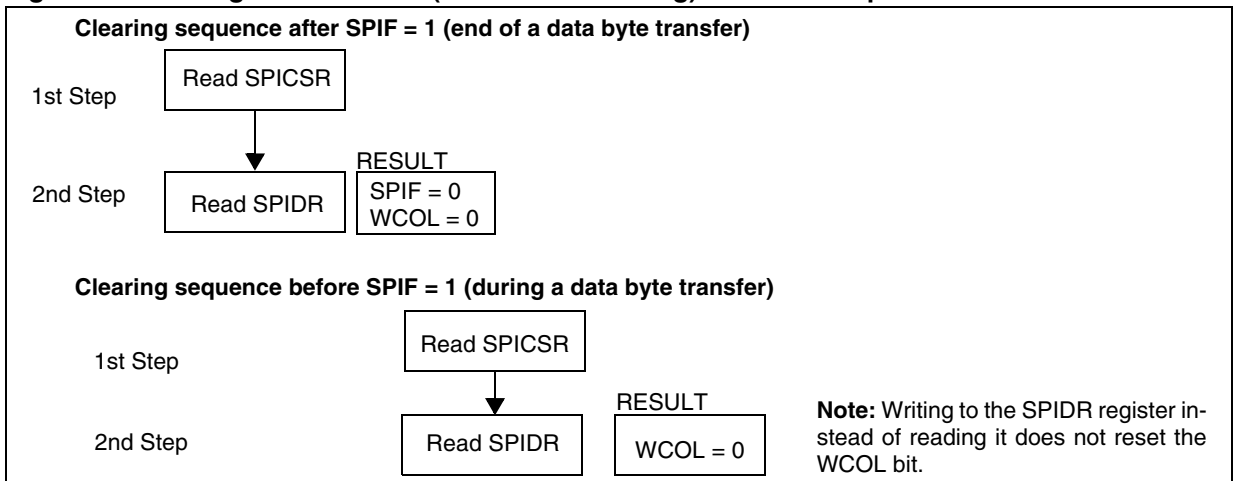 Clearing sequence after SPIF = 1 (end of a data byte transfer)
Read SPICSR
1st Step
RESULT
2nd Step
Read SPIDR
SPIF = 0
WCOL = 0
Clearing sequence before SPIF = 1 (during a data byte transfer)
Read SPICSR
1st Step
RESULT
2nd Step
Read SPIDR
WCOL = 0
Note: Writing to the SPIDR register in-
stead of reading it does not reset the
WCOL bit.